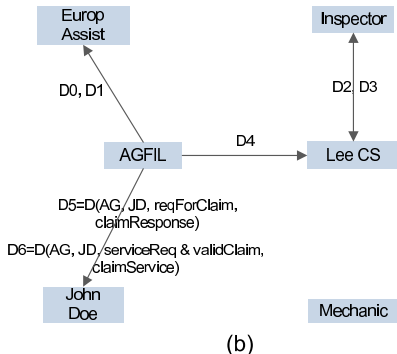 Europ
Assist
Inspector
D0, D1
D2, D3
AGFIL
D4
Lee CS
D5=D(AG, JD, reqForClaim,
claimResponse)
D6=D(AG, JD, serviceReq & validClaim,
claimService)
John
Doe
Mechanic
(b)